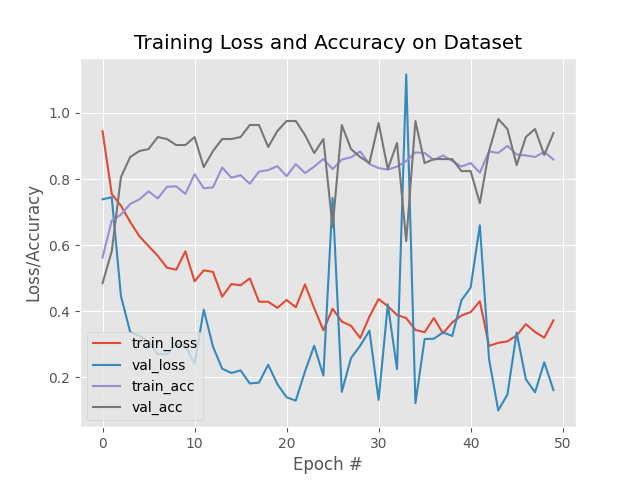 Training Loss and Accuracy on Dataset
Loss/Accuracy
1.0
0.8
0.6
0.4
0.2
train_loss
val_loss
train_acc
val_acc
0 10 20 30 40 50
Epoch #